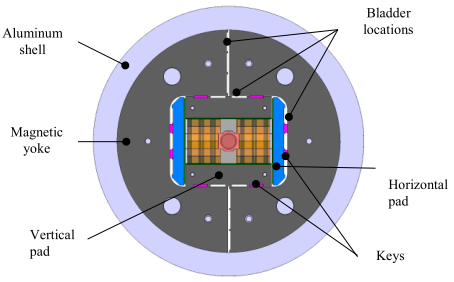 Bladder
locations
Aluminum
shell
Magnetic
yoke
Horizontal
pad
Vertical
pad
Keys